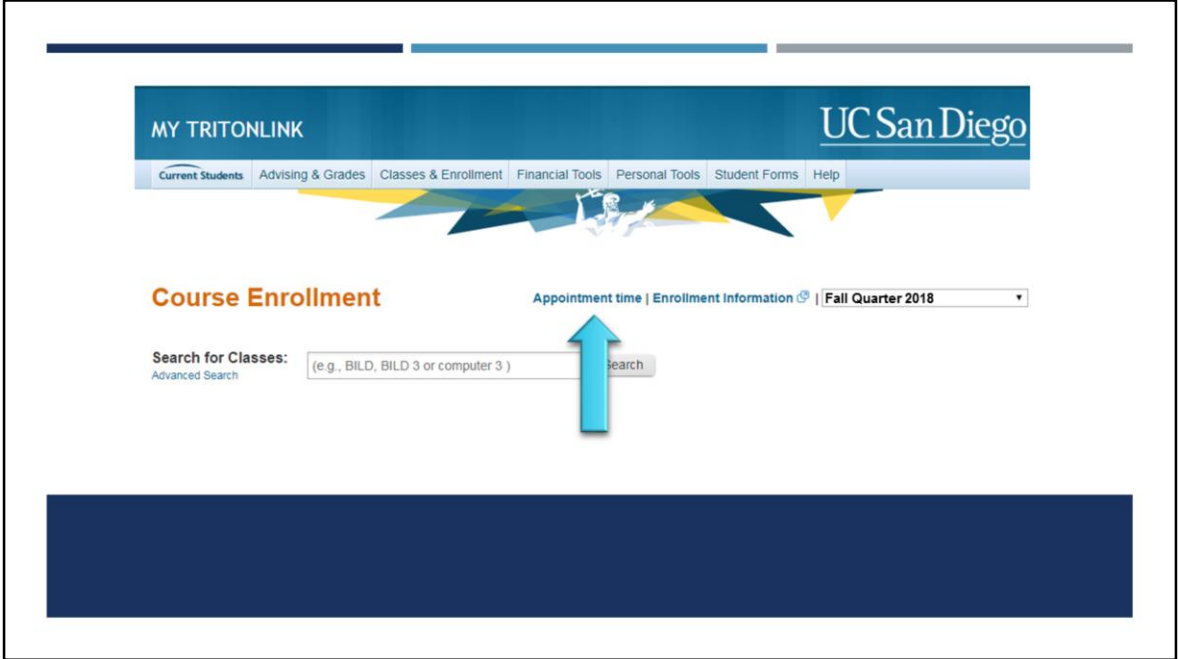 MY TRITONLINK
UC San Diego
Current Students Advising & Grades Classes & Enrollment Financial Tools Personal Tools Student Forms Help
Course Enrollment
Appointment time | Enrollment Information | Fall Quarter 2018
Search for Classes:
(e.g., BILD, BILD 3 or computer 3 )
Search
Advanced Search